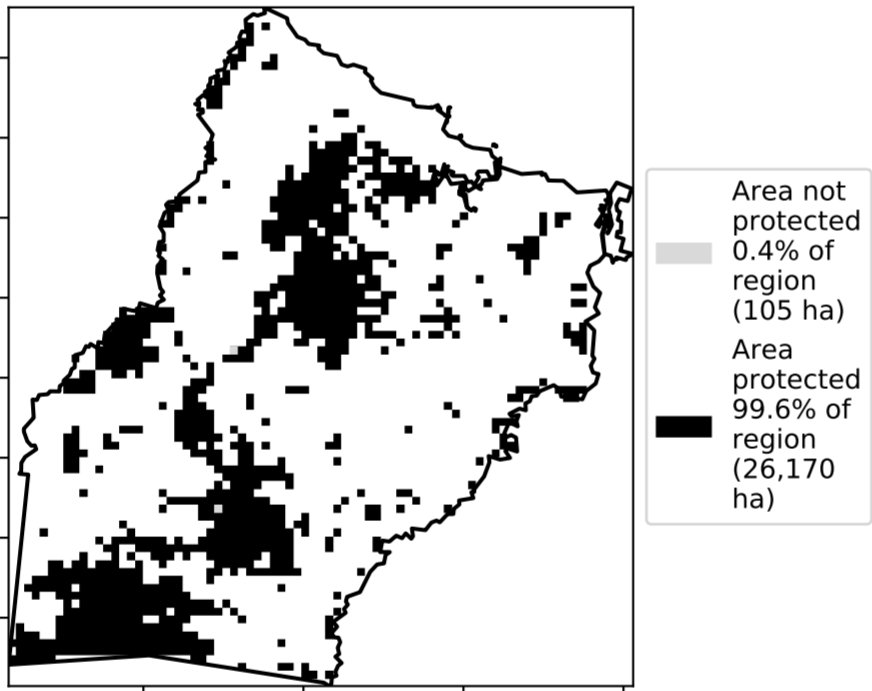 Area not
protected
0.4% of
region
(105 ha)
Area
protected
99.6% of
region
(26,170
ha)